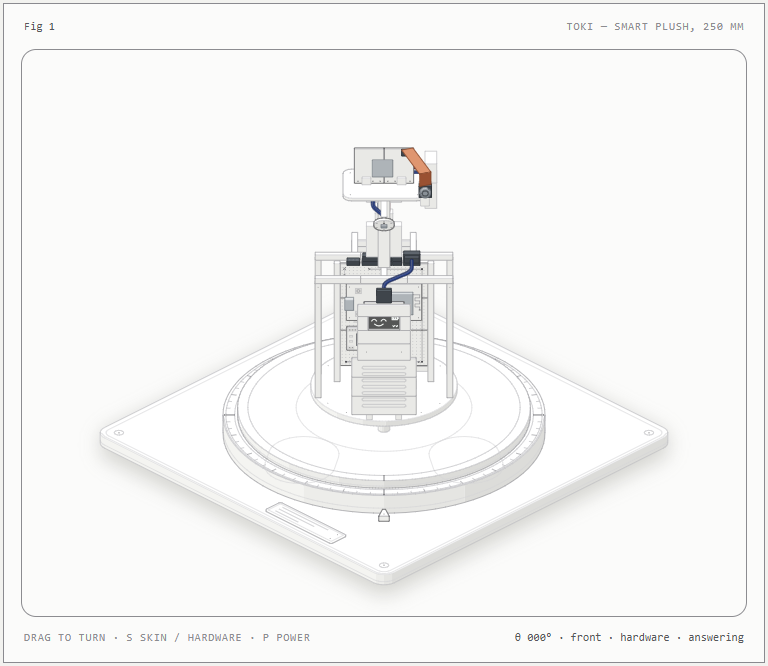 Fig 1
TOKI — SMART PLUSH, 250 MM
DRAG TO TURN · S SKIN / HARDWARE · P POWER
θ 000° · front · hardware · answering